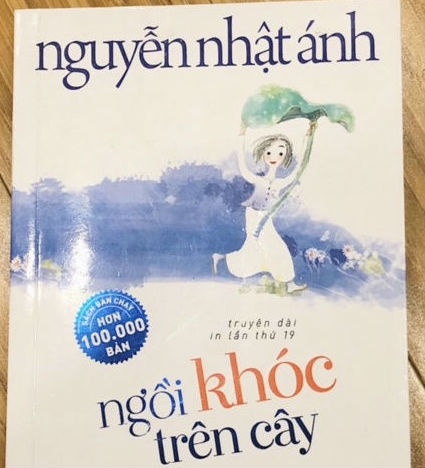 nguyễn nhật ánh
SÁCH BÁN CHẠY
HƠN
100.000
BẢN
truyện dài
in lần thứ 19
ngồi khóc
trên cây